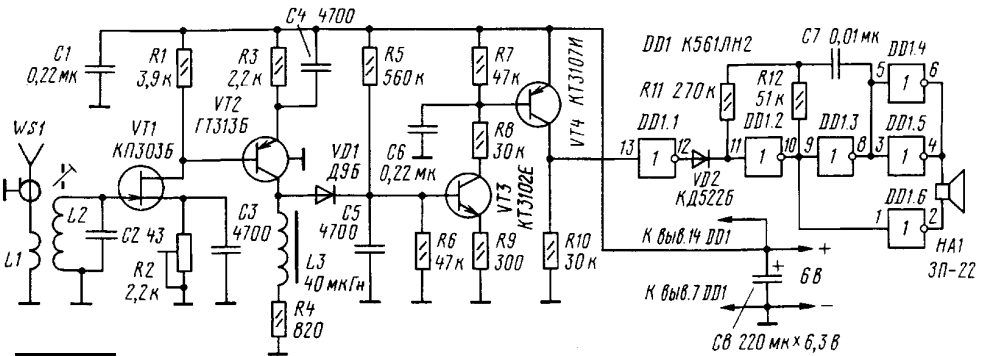 C4 4700
C1
0,22 мк
R1
3,9 к
R3
2,2 к
R5
560 к
R7
47 к
VT4 КТ3107И
DD1 К561ЛН2
C7 0,01 мк
DD1.4
R11 270 к
R12
51 к
5
1
6
WS1
VT1
КП303Б
VT2
ГТ313Б
VD1
Д9Б
C6
0,22 мк
R8
30 к
VT3
КТ3102Е
DD1.1
13
1
12
VD2
КД522Б
DD1.2
11
1
10
DD1.3
9
1
8
DD1.5
3
1
4
DD1.6
1
1
2
HA1
ЗП-22
L1
L2
C2 43
R2
2,2 к
C3
4700
L3
40 мкГн
R4
820
C5
4700
R6
47 к
R9
300
R10
30 к
К выв.14 DD1
+
+
6 В
К выв.7 DD1
−
C8 220 мк × 6,3 В